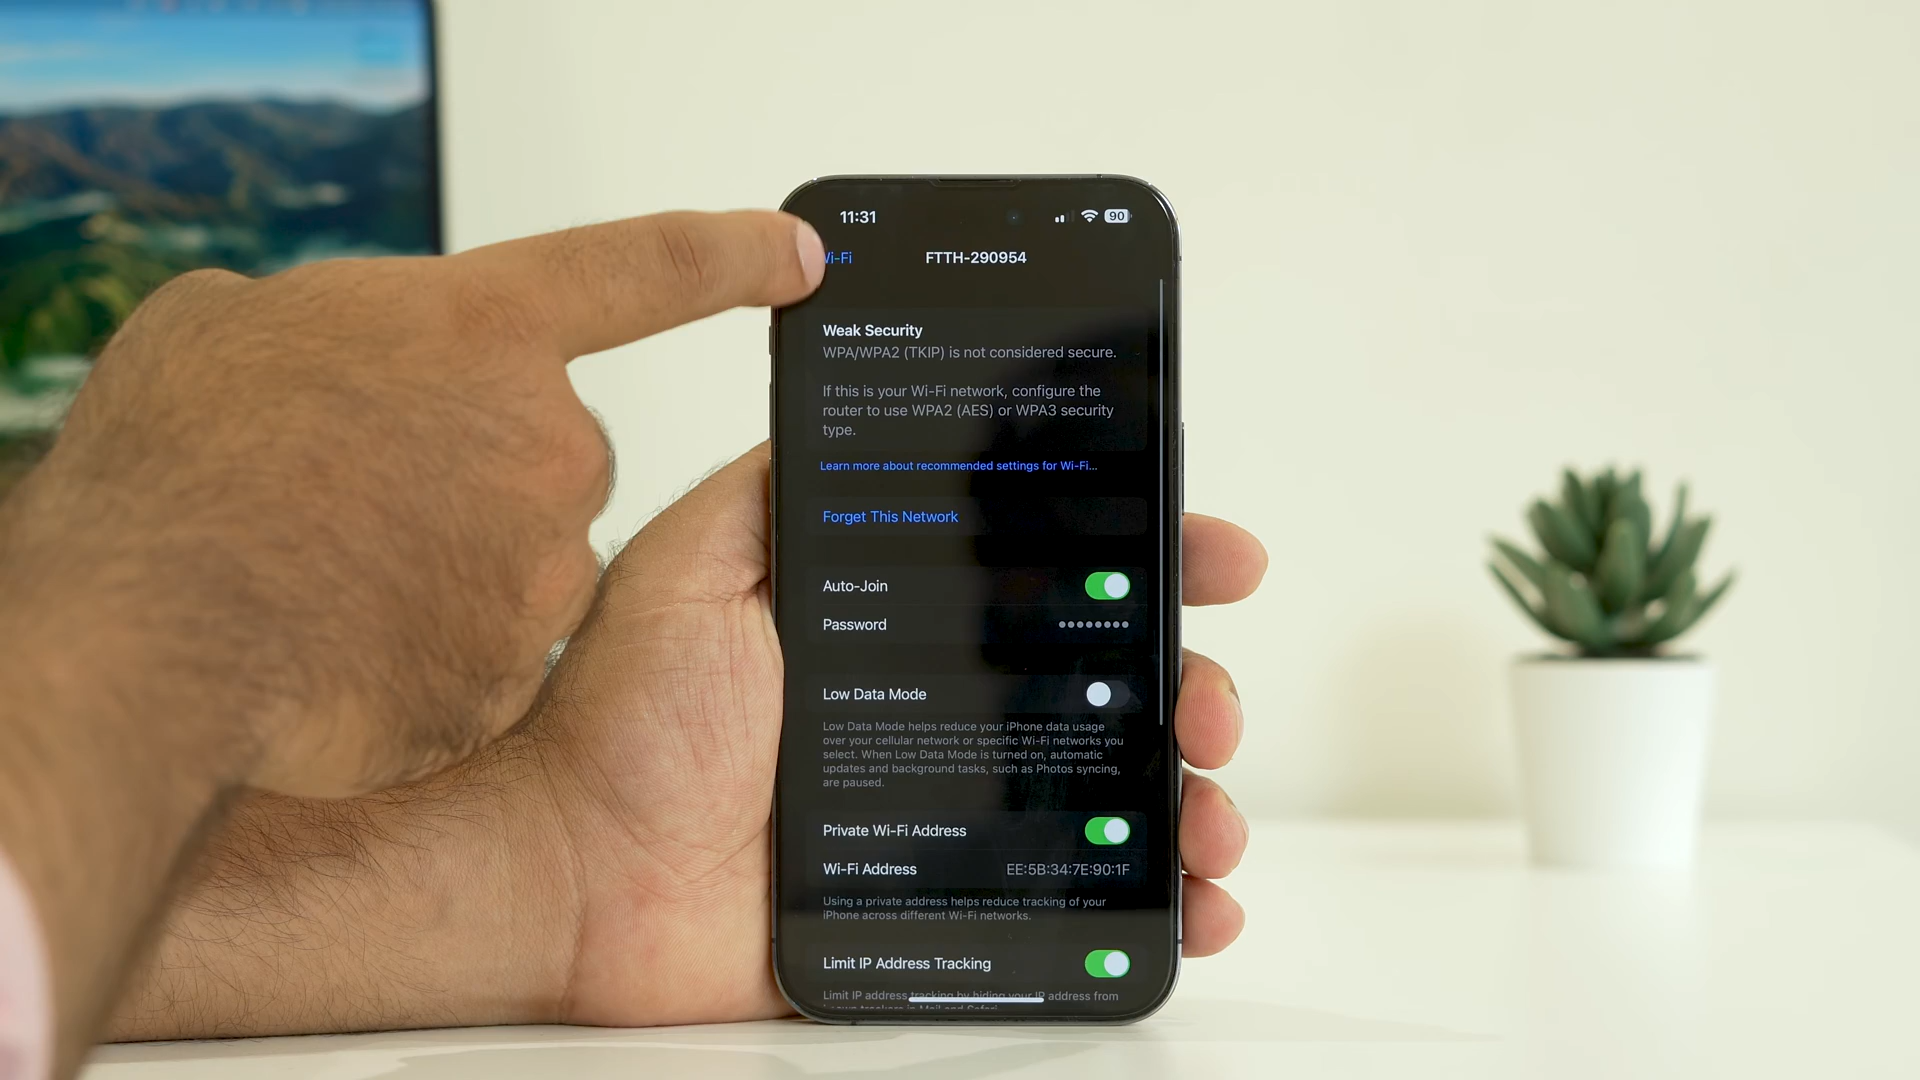 11:31
90
Wi-Fi
FTTH-290954
Weak Security
WPA/WPA2 (TKIP) is not considered secure.
If this is your Wi-Fi network, configure the
router to use WPA2 (AES) or WPA3 security
type.
Learn more about recommended settings for Wi-Fi...
Forget This Network
Auto-Join
Password
Low Data Mode
Low Data Mode helps reduce your iPhone data usage
over your cellular network or specific Wi-Fi networks you
select. When Low Data Mode is turned on, automatic
updates and background tasks, such as Photos syncing,
are paused.
Private Wi-Fi Address
Wi-Fi Address
EE:5B:34:7E:90:1F
Using a private address helps reduce tracking of your
iPhone across different Wi-Fi networks.
Limit IP Address Tracking
Limit IP address tracking by hiding your IP address from